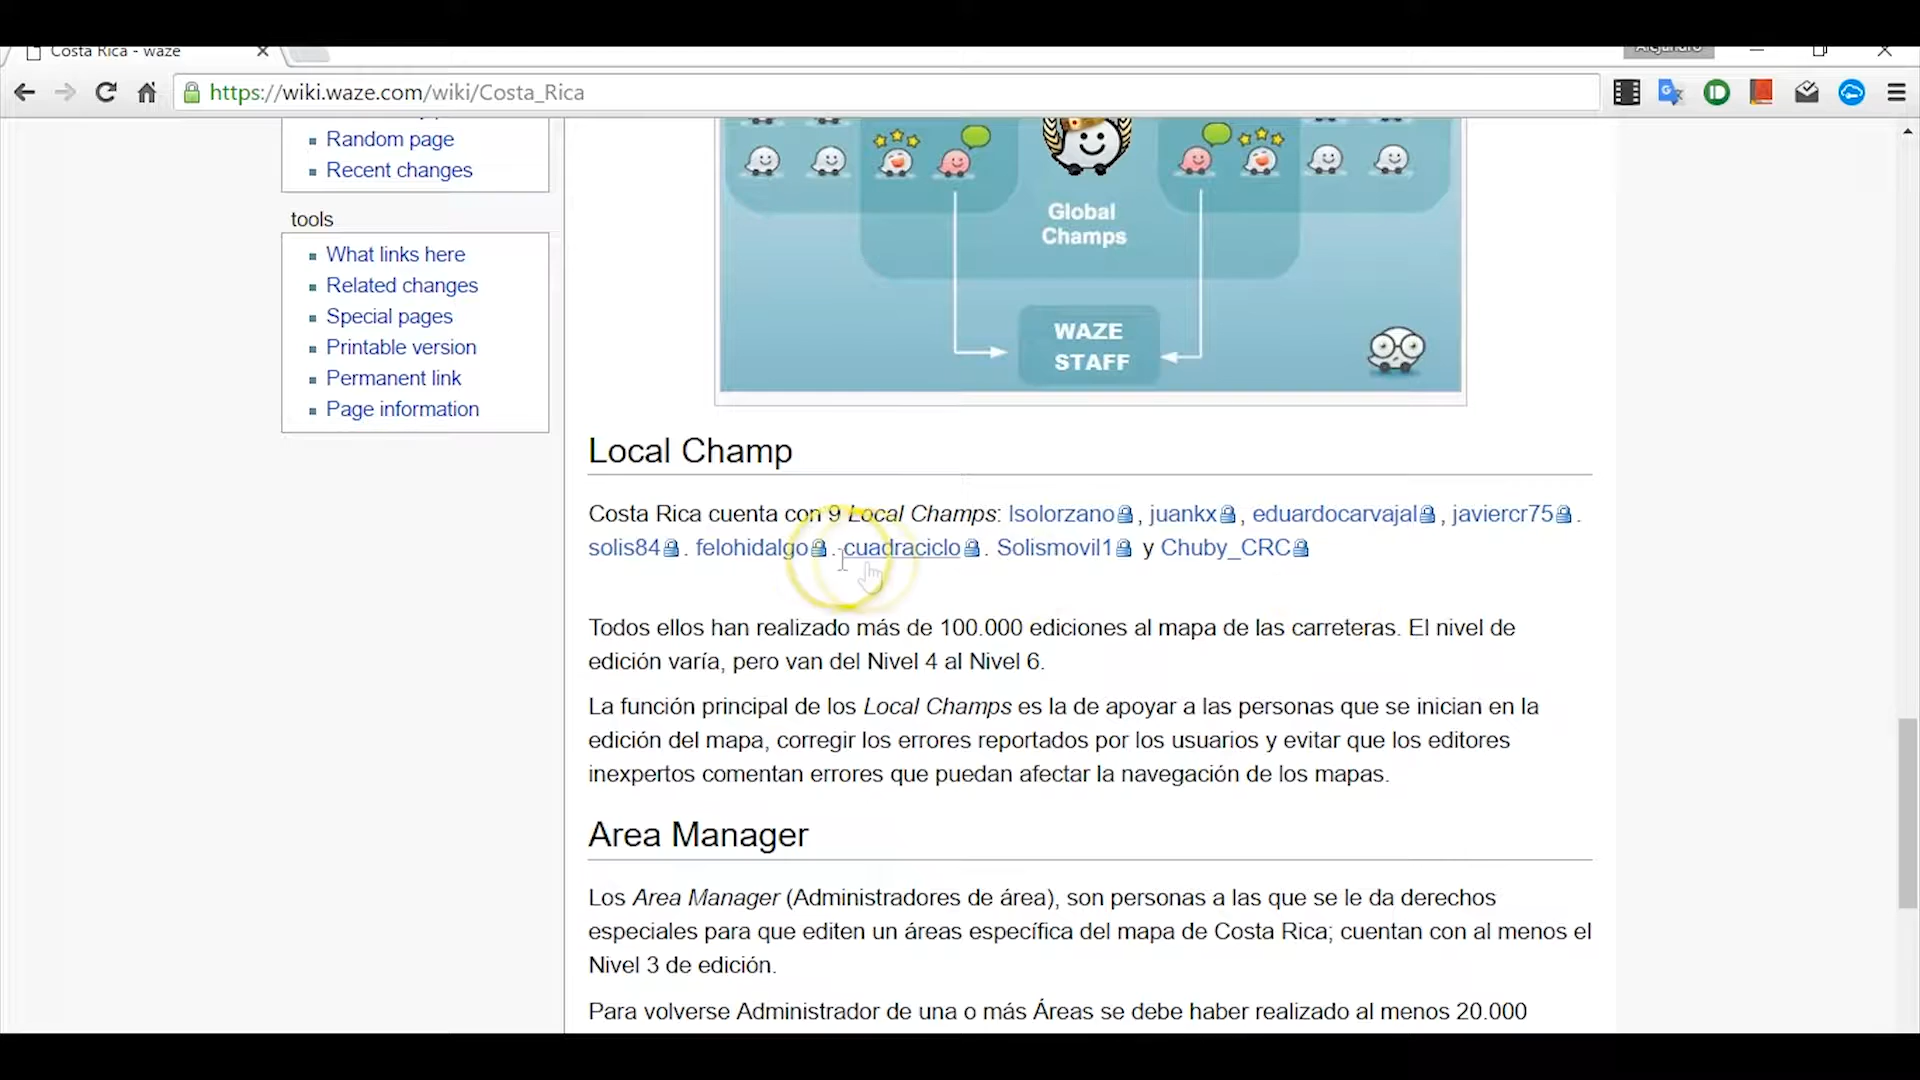 Costa Rica - waze
Alejandro
https://wiki.waze.com/wiki/Costa_Rica
Random page
Recent changes
tools
What links here
Related changes
Special pages
Printable version
Permanent link
Page information
Global
Champs
WAZE
STAFF
Local Champ
Costa Rica cuenta con 9 Local Champs: lsolorzano, juankx, eduardocarvajal, javiercr75.
solis84. felohidalgo. cuadraciclo. Solismovil1 y Chuby_CRC
Todos ellos han realizado más de 100.000 ediciones al mapa de las carreteras. El nivel de
edición varía, pero van del Nivel 4 al Nivel 6.
La función principal de los Local Champs es la de apoyar a las personas que se inician en la
edición del mapa, corregir los errores reportados por los usuarios y evitar que los editores
inexpertos comentan errores que puedan afectar la navegación de los mapas.
Area Manager
Los Area Manager (Administradores de área), son personas a las que se le da derechos
especiales para que editen un áreas específica del mapa de Costa Rica; cuentan con al menos el
Nivel 3 de edición.
Para volverse Administrador de una o más Áreas se debe haber realizado al menos 20.000